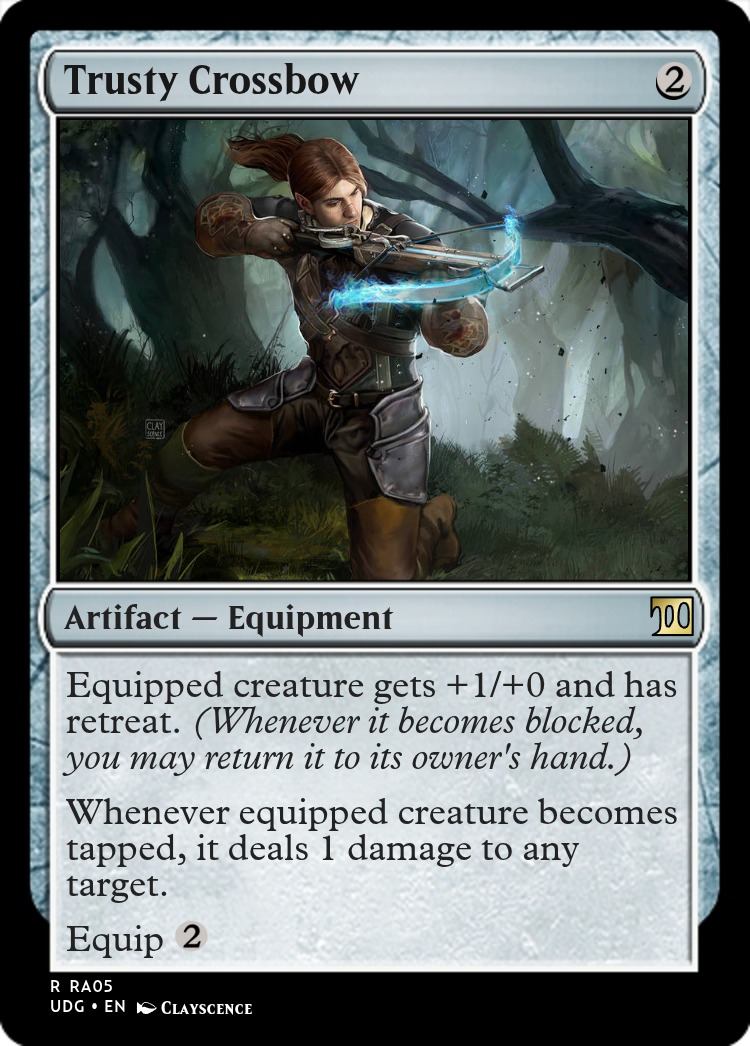 Trusty Crossbow 2
CLAY
SCIENCE
Artifact — Equipment
Equipped creature gets +1/+0 and has
retreat. (Whenever it becomes blocked,
you may return it to its owner's hand.)
Whenever equipped creature becomes
tapped, it deals 1 damage to any
target.
Equip 2
R RA05
UDG • EN CLAYSCENCE